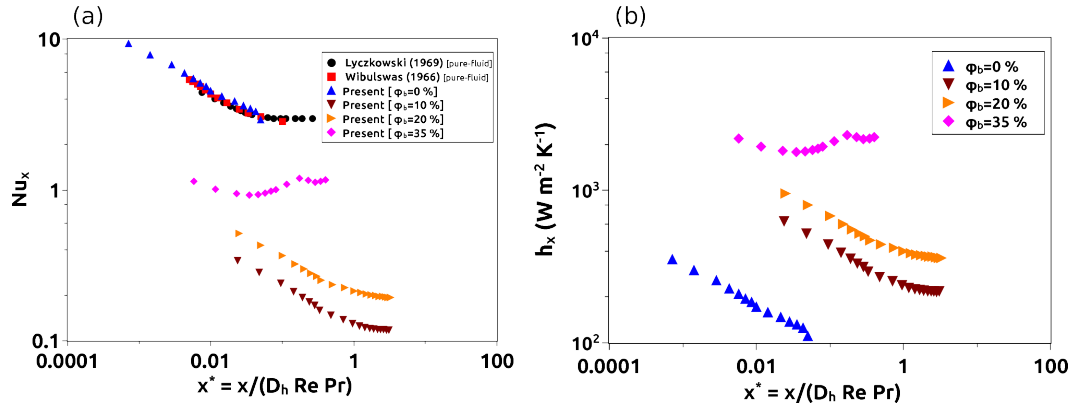 (a)
10
1
0.1
Nuₓ
0.0001
0.01
1
100
x* = x/(Dₕ Re Pr)
Lyczkowski (1969) [pure-fluid]
Wibulswas (1966) [pure-fluid]
Present [φb=0 %]
Present [φb=10 %]
Present [φb=20 %]
Present [φb=35 %]
(b)
10⁴
10³
10²
hₓ (W m⁻² K⁻¹)
0.0001
0.01
1
100
x* = x/(Dₕ Re Pr)
φb=0 %
φb=10 %
φb=20 %
φb=35 %